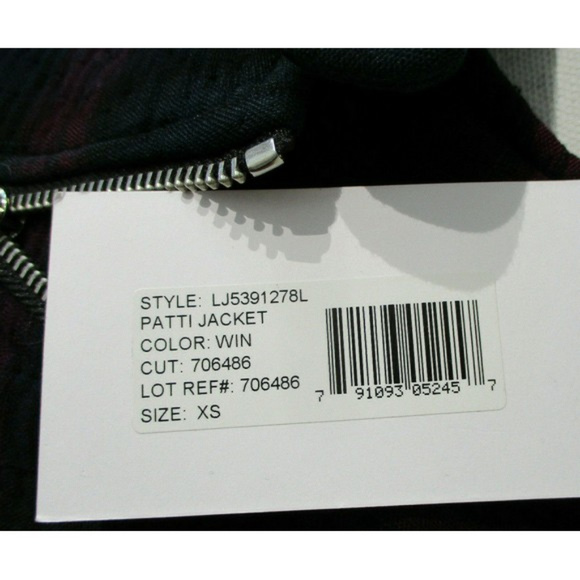 STYLE: LJ5391278L
PATTI JACKET
COLOR: WIN
CUT: 706486
LOT REF#: 706486
SIZE: XS
7 91093 05245 7